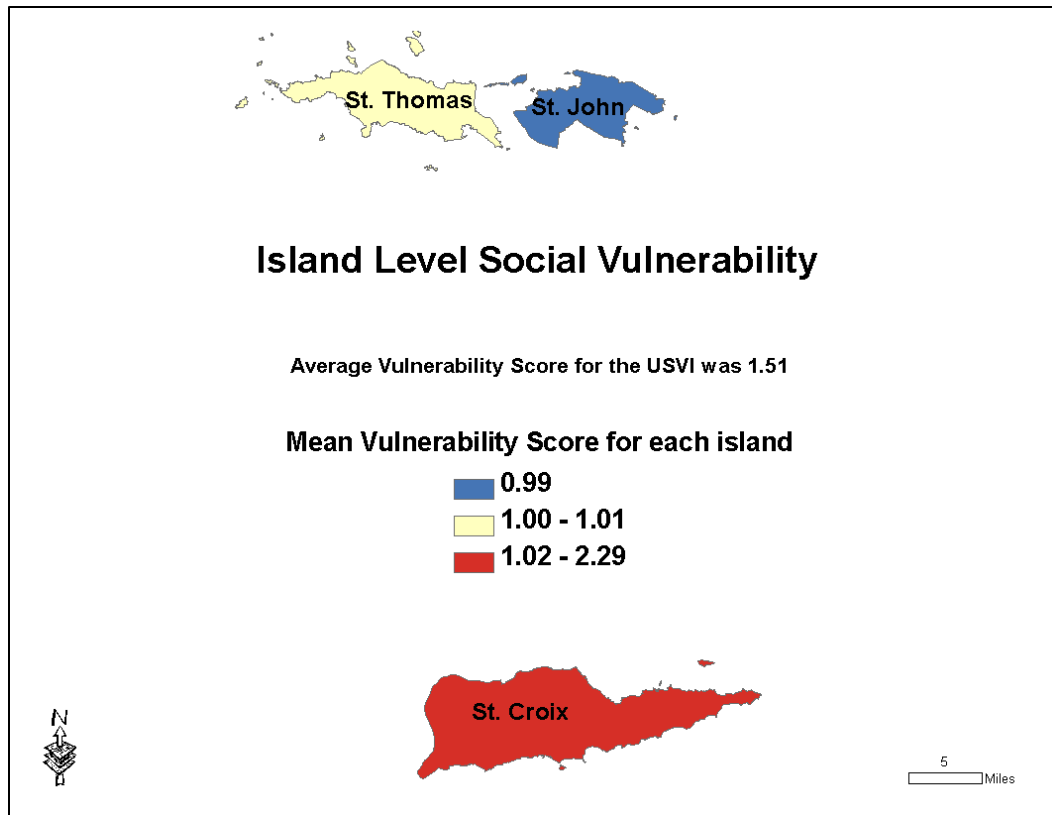 St. Thomas
St. John
Island Level Social Vulnerability
Average Vulnerability Score for the USVI was 1.51
Mean Vulnerability Score for each island
0.99
1.00 - 1.01
1.02 - 2.29
St. Croix
N
5
Miles